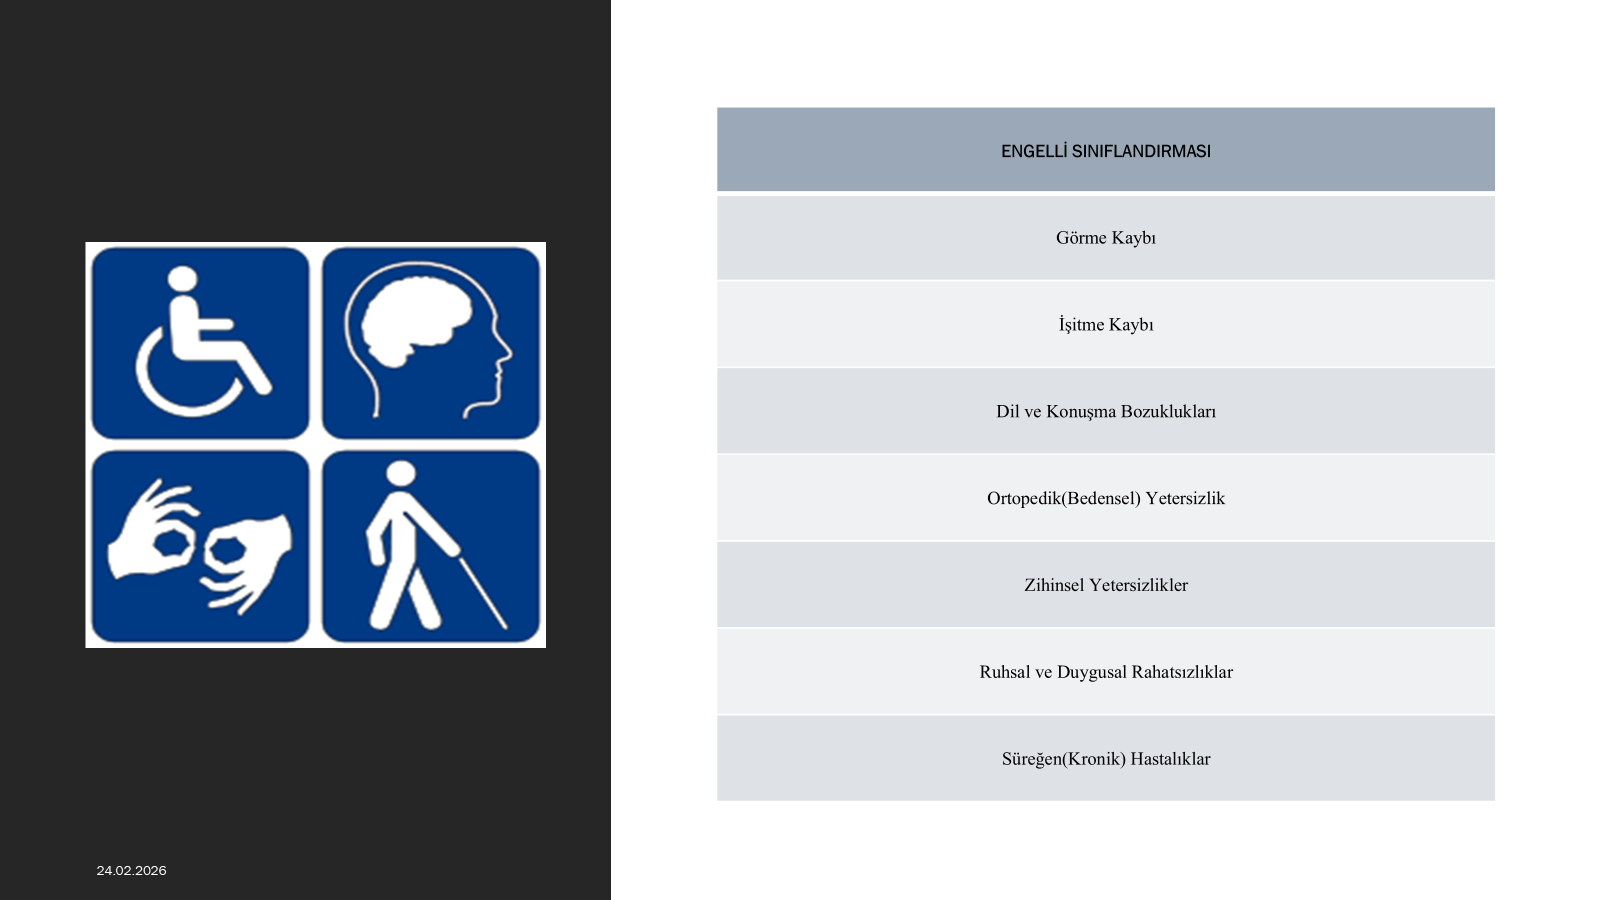 ENGELLİ SINIFLANDIRMASI
Görme Kaybı
İşitme Kaybı
Dil ve Konuşma Bozuklukları
Ortopedik(Bedensel) Yetersizlik
Zihinsel Yetersizlikler
Ruhsal ve Duygusal Rahatsızlıklar
Süreğen(Kronik) Hastalıklar
24.02.2026